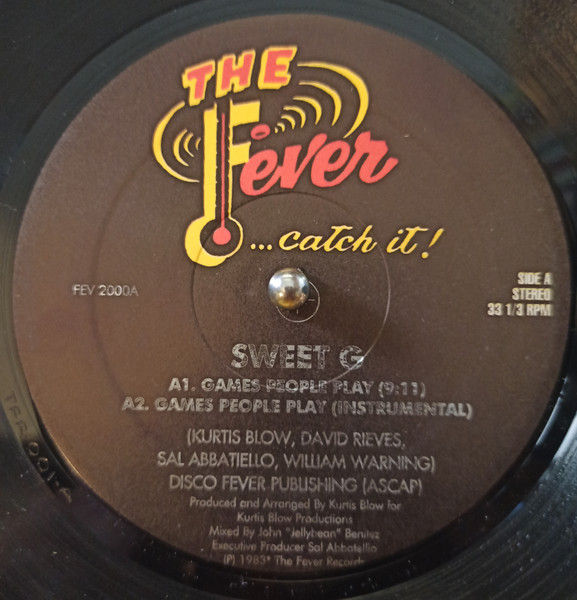 THE
Fever
...catch it!
FEV 2000A
SIDE A
STEREO
33 1/3 RPM
SWEET G
A1. GAMES PEOPLE PLAY (9:11)
A2. GAMES PEOPLE PLAY (INSTRUMENTAL)
(KURTIS BLOW, DAVID RIEVES,
SAL ABBATIELLO, WILLIAM WARNING)
DISCO FEVER PUBLISHING (ASCAP)
Produced and Arranged By Kurtis Blow for
Kurtis Blow Productions
Mixed By John "Jellybean" Benitez
Executive Producer Sal Abbatiello
(P) 1983* The Fever Records